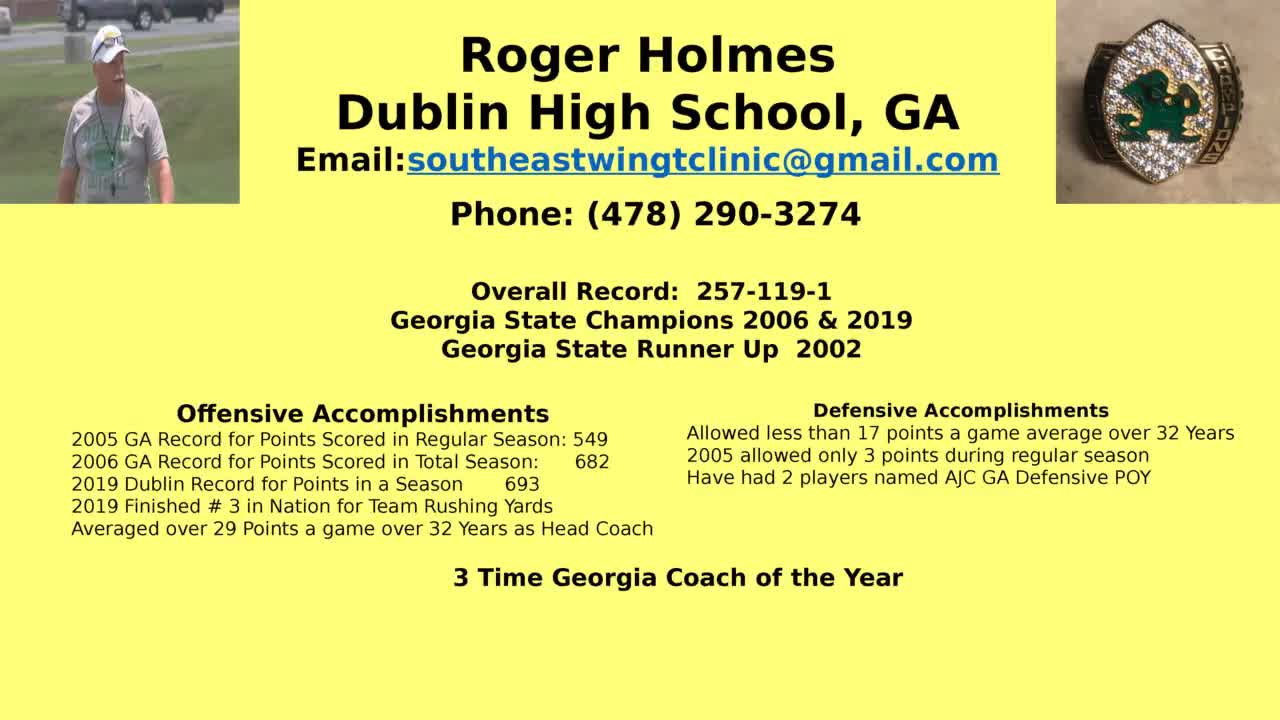 Roger Holmes
Dublin High School, GA
Email:southeastwingtclinic@gmail.com
Phone: (478) 290-3274
Overall Record: 257-119-1
Georgia State Champions 2006 & 2019
Georgia State Runner Up 2002
Offensive Accomplishments
2005 GA Record for Points Scored in Regular Season: 549
2006 GA Record for Points Scored in Total Season: 682
2019 Dublin Record for Points in a Season 693
2019 Finished # 3 in Nation for Team Rushing Yards
Averaged over 29 Points a game over 32 Years as Head Coach
Defensive Accomplishments
Allowed less than 17 points a game average over 32 Years
2005 allowed only 3 points during regular season
Have had 2 players named AJC GA Defensive POY
3 Time Georgia Coach of the Year